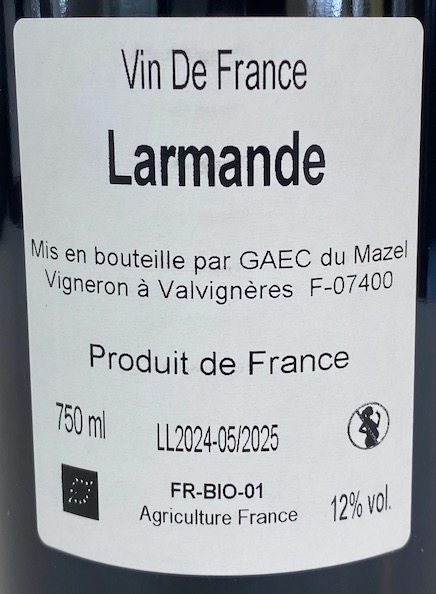 Vin De France
Larmande
Mis en bouteille par GAEC du Mazel
Vigneron à Valvignères F-07400
Produit de France
750 ml
LL2024-05/2025
FR-BIO-01
Agriculture France
12% vol.